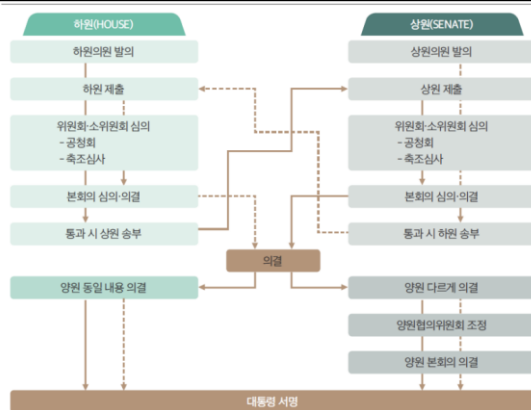 하원(HOUSE)
하원의원 발의
하원 제출
위원회·소위원회 심의
- 공청회
- 축조심사
본회의 심의·의결
통과 시 상원 송부
상원(SENATE)
상원의원 발의
상원 제출
위원회·소위원회 심의
- 공청회
- 축조심사
본회의 심의·의결
통과 시 하원 송부
의결
양원 동일 내용 의결
양원 다르게 의결
양원협의위원회 조정
양원 본회의 의결
대통령 서명